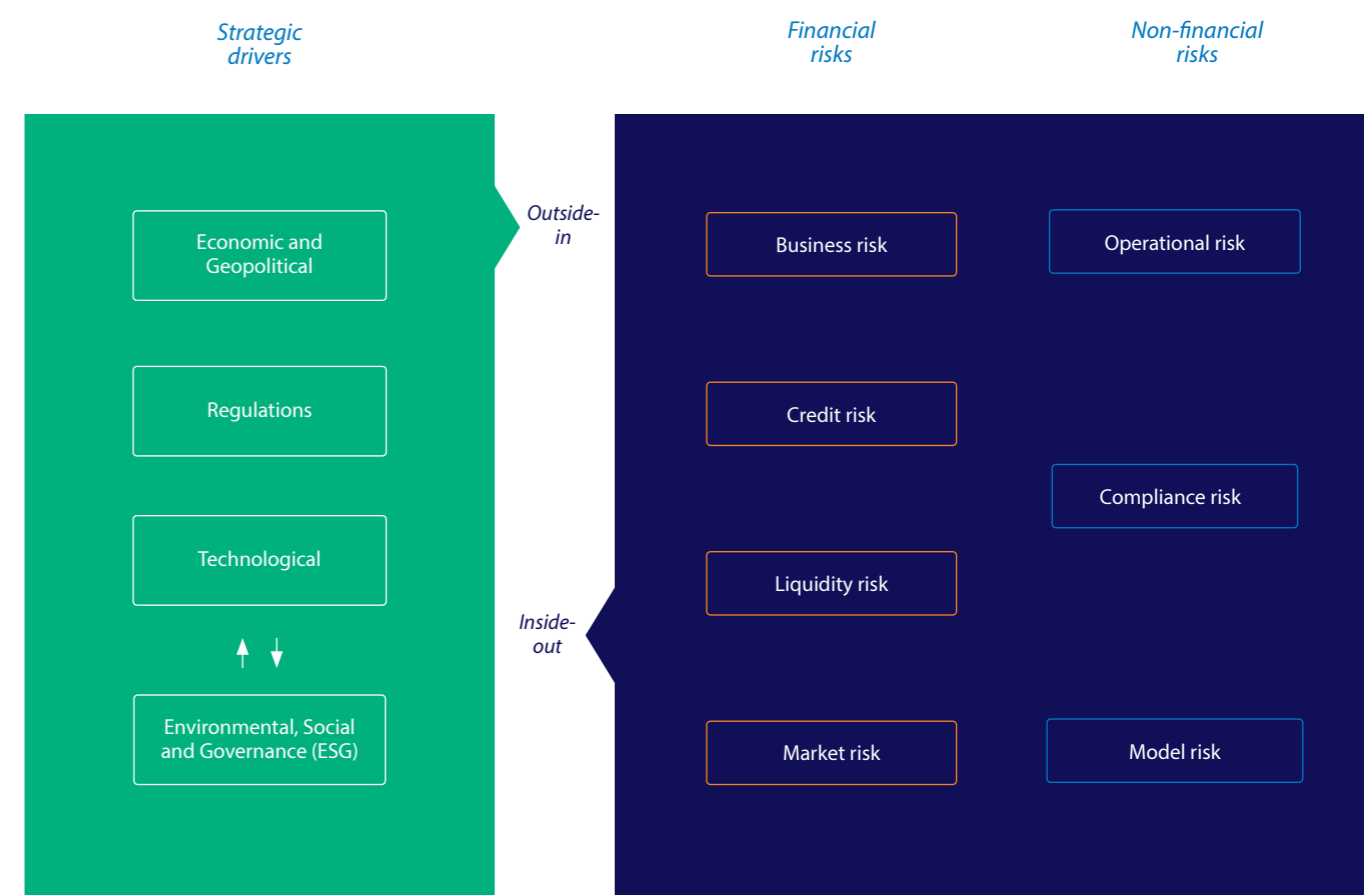 Strategic
drivers
Financial
risks
Non-financial
risks
Economic and
Geopolitical
Regulations
Technological
Environmental, Social
and Governance (ESG)
Outside-
in
Inside-
out
Business risk
Credit risk
Liquidity risk
Market risk
Operational risk
Compliance risk
Model risk